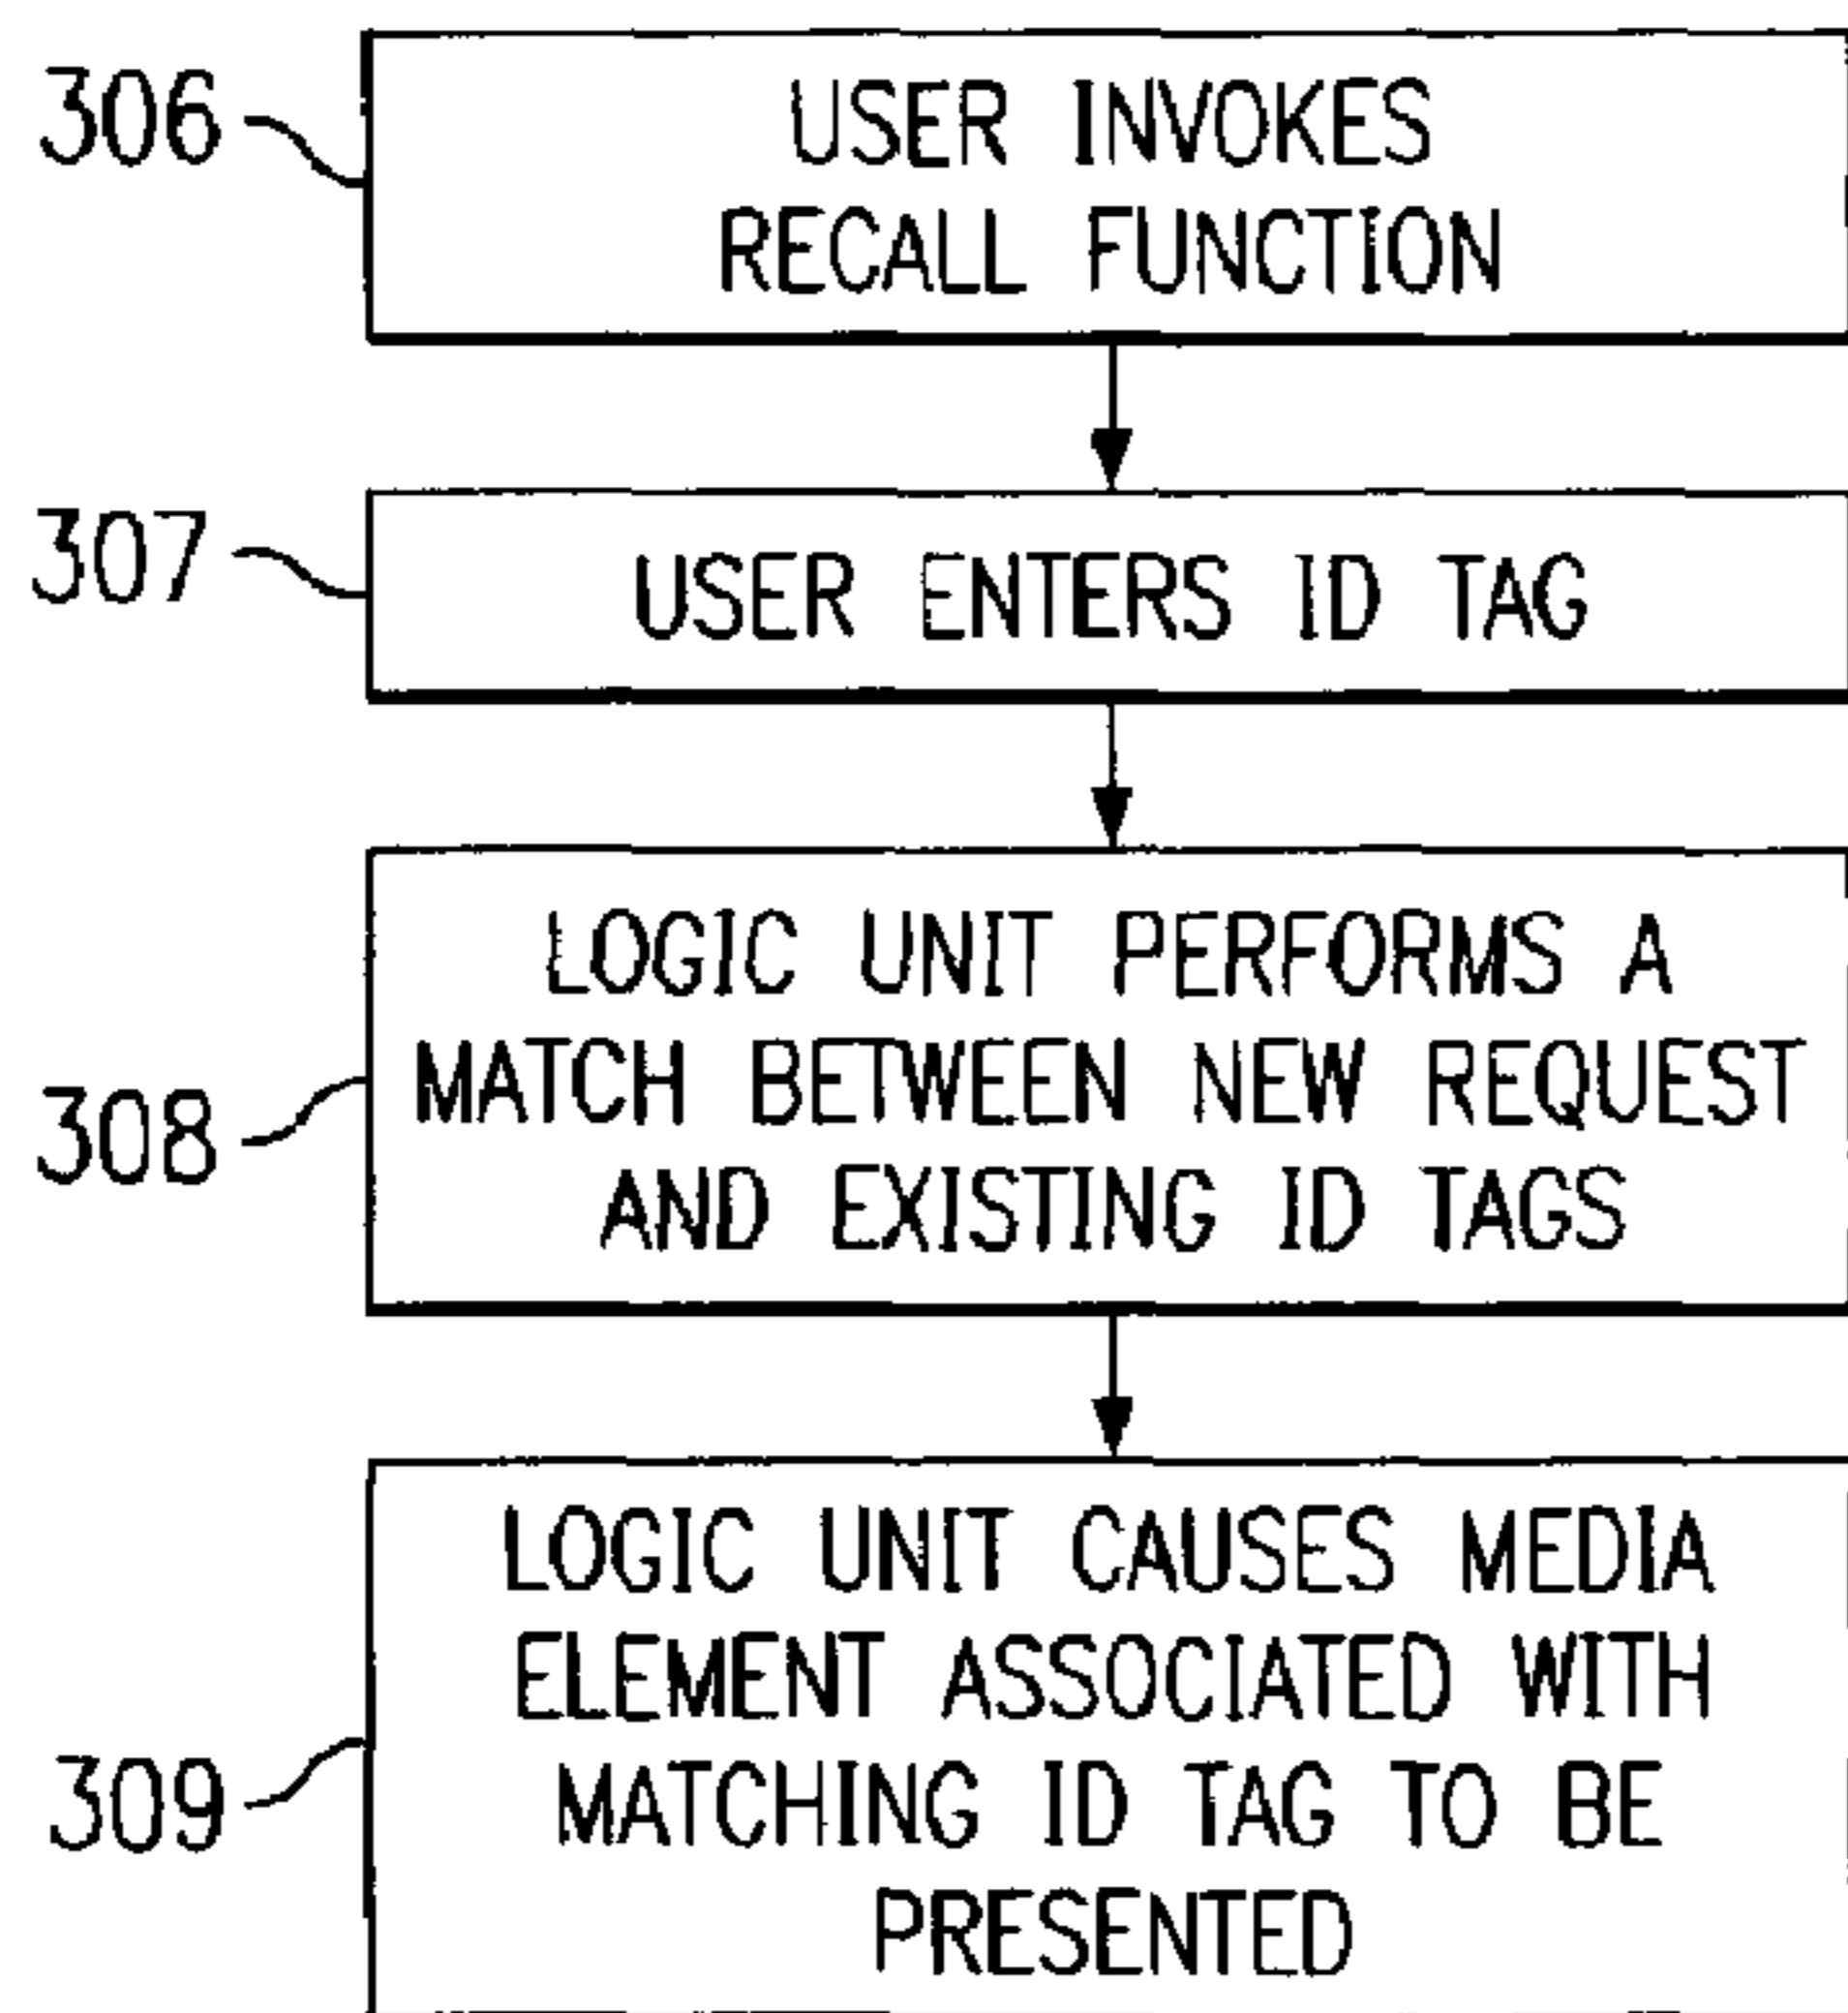 306
USER INVOKES
RECALL FUNCTION
307
USER ENTERS ID TAG
LOGIC UNIT PERFORMS A
MATCH BETWEEN NEW REQUEST
308
AND EXISTING ID TAGS
LOGIC UNIT CAUSES MEDIA
ELEMENT ASSOCIATED WITH
309
MATCHING ID TAG TO BE
PRESENTED